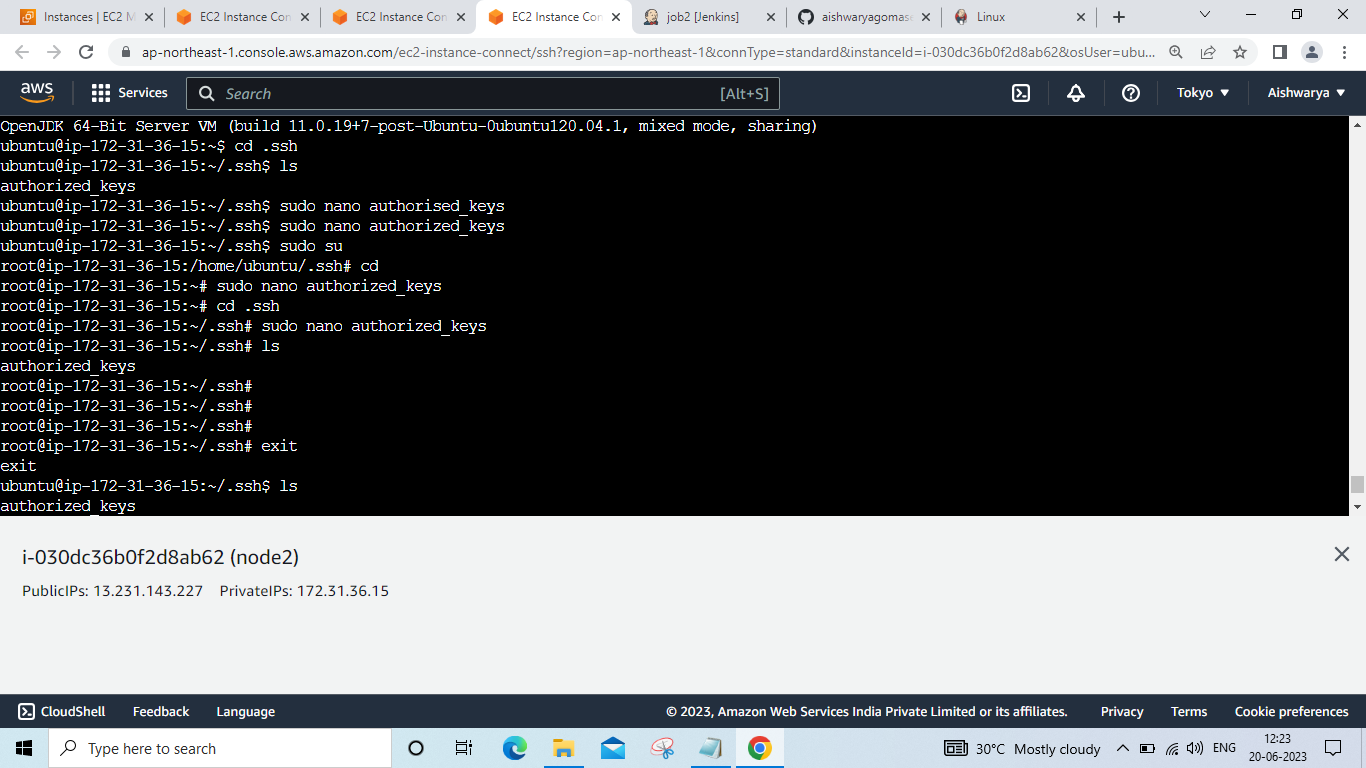 Instances | EC2 M
EC2 Instance Con
EC2 Instance Con
EC2 Instance Con
job2 [Jenkins]
aishwaryagomase
Linux
ap-northeast-1.console.aws.amazon.com/ec2-instance-connect/ssh?region=ap-northeast-1&connType=standard&instanceId=i-030dc36b0f2d8ab62&osUser=ubu...
aws
Services
Search
[Alt+S]
Tokyo
Aishwarya
OpenJDK 64-Bit Server VM (build 11.0.19+7-post-Ubuntu-0ubuntu120.04.1, mixed mode, sharing)
ubuntu@ip-172-31-36-15:~$ cd .ssh
ubuntu@ip-172-31-36-15:~/.ssh$ ls
authorized_keys
ubuntu@ip-172-31-36-15:~/.ssh$ sudo nano authorised_keys
ubuntu@ip-172-31-36-15:~/.ssh$ sudo nano authorized_keys
ubuntu@ip-172-31-36-15:~/.ssh$ sudo su
root@ip-172-31-36-15:/home/ubuntu/.ssh# cd
root@ip-172-31-36-15:~# sudo nano authorized_keys
root@ip-172-31-36-15:~# cd .ssh
root@ip-172-31-36-15:~/.ssh# sudo nano authorized_keys
root@ip-172-31-36-15:~/.ssh# ls
authorized_keys
root@ip-172-31-36-15:~/.ssh#
root@ip-172-31-36-15:~/.ssh#
root@ip-172-31-36-15:~/.ssh#
root@ip-172-31-36-15:~/.ssh# exit
exit
ubuntu@ip-172-31-36-15:~/.ssh$ ls
authorized_keys
i-030dc36b0f2d8ab62 (node2)
PublicIPs: 13.231.143.227 PrivateIPs: 172.31.36.15
CloudShell
Feedback
Language
© 2023, Amazon Web Services India Private Limited or its affiliates.
Privacy
Terms
Cookie preferences
Type here to search
30°C Mostly cloudy
ENG
12:23
20-06-2023